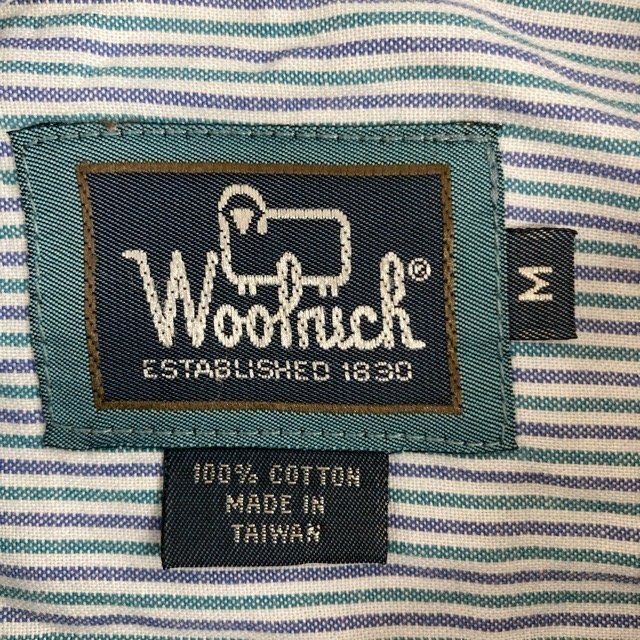 Woolrich®
ESTABLISHED 1830
M
100% COTTON
MADE IN
TAIWAN